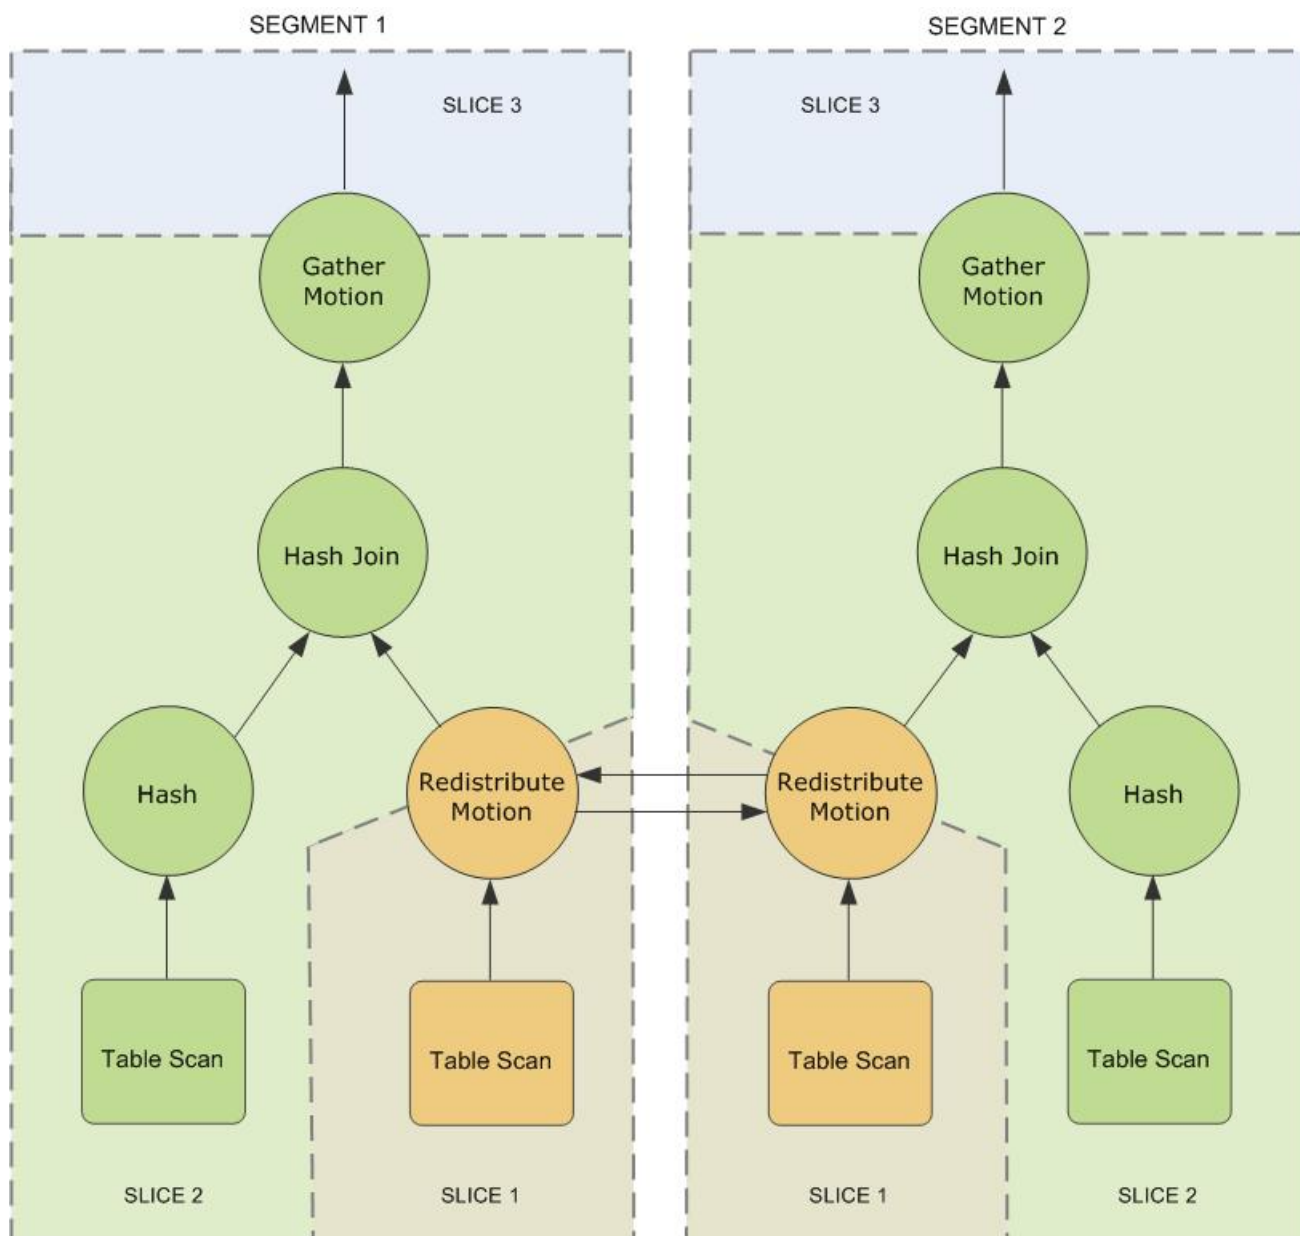 SEGMENT 1
SEGMENT 2
SLICE 3
SLICE 3
Gather
Motion
Gather
Motion
Hash Join
Hash Join
Hash
Redistribute
Motion
Redistribute
Motion
Hash
Table Scan
Table Scan
Table Scan
Table Scan
SLICE 2
SLICE 1
SLICE 1
SLICE 2